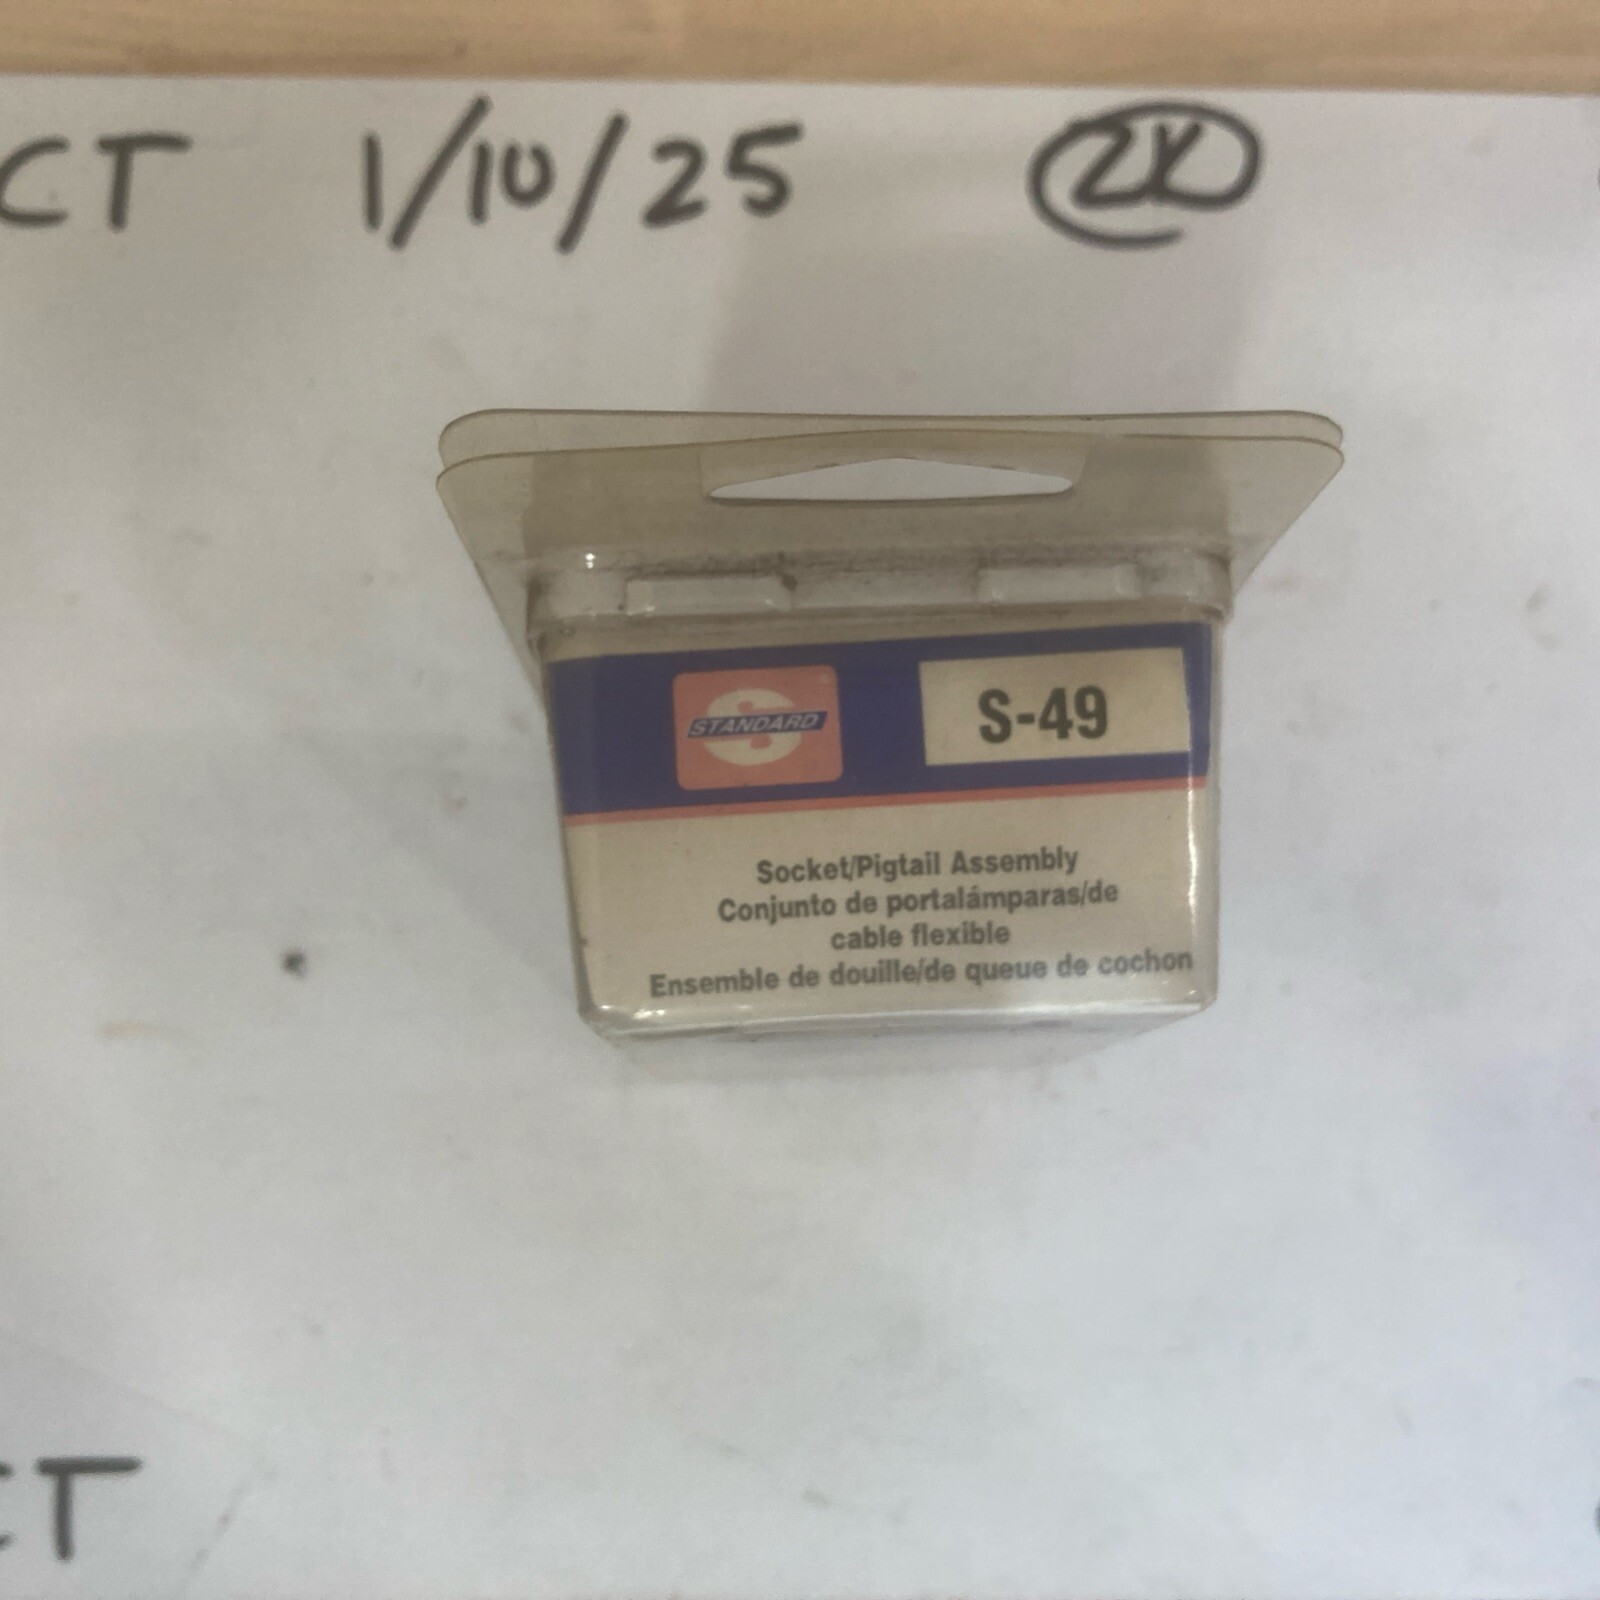 CT 1/10/25 2X
STANDARD
S-49
Socket/Pigtail Assembly
Conjunto de portalámparas/de
cable flexible
Ensemble de douille/de queue de cochon
CT